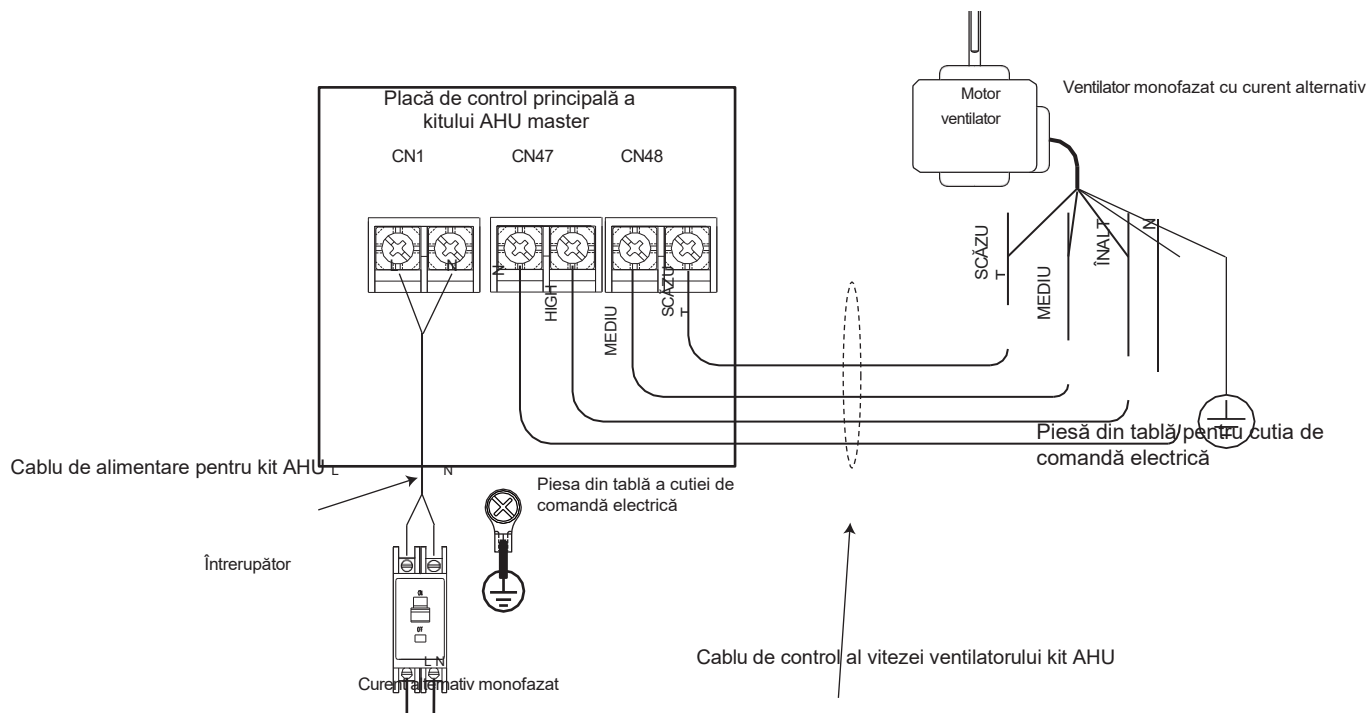 Motor
ventilator
Ventilator monofazat cu curent alternativ
Placă de control principală a
kitului AHU master
CN1
CN47
CN48
L
N
N
HIGH
MEDIU
SCĂZU
T
SCĂZU
T
MEDIU
ÎNALT
N
Piesă din tablă pentru cutia de
comandă electrică
Cablu de alimentare pentru kit AHU
L
N
Piesa din tablă a cutiei de
comandă electrică
Întrerupător
L N
Curent alternativ monofazat
Cablu de control al vitezei ventilatorului kit AHU